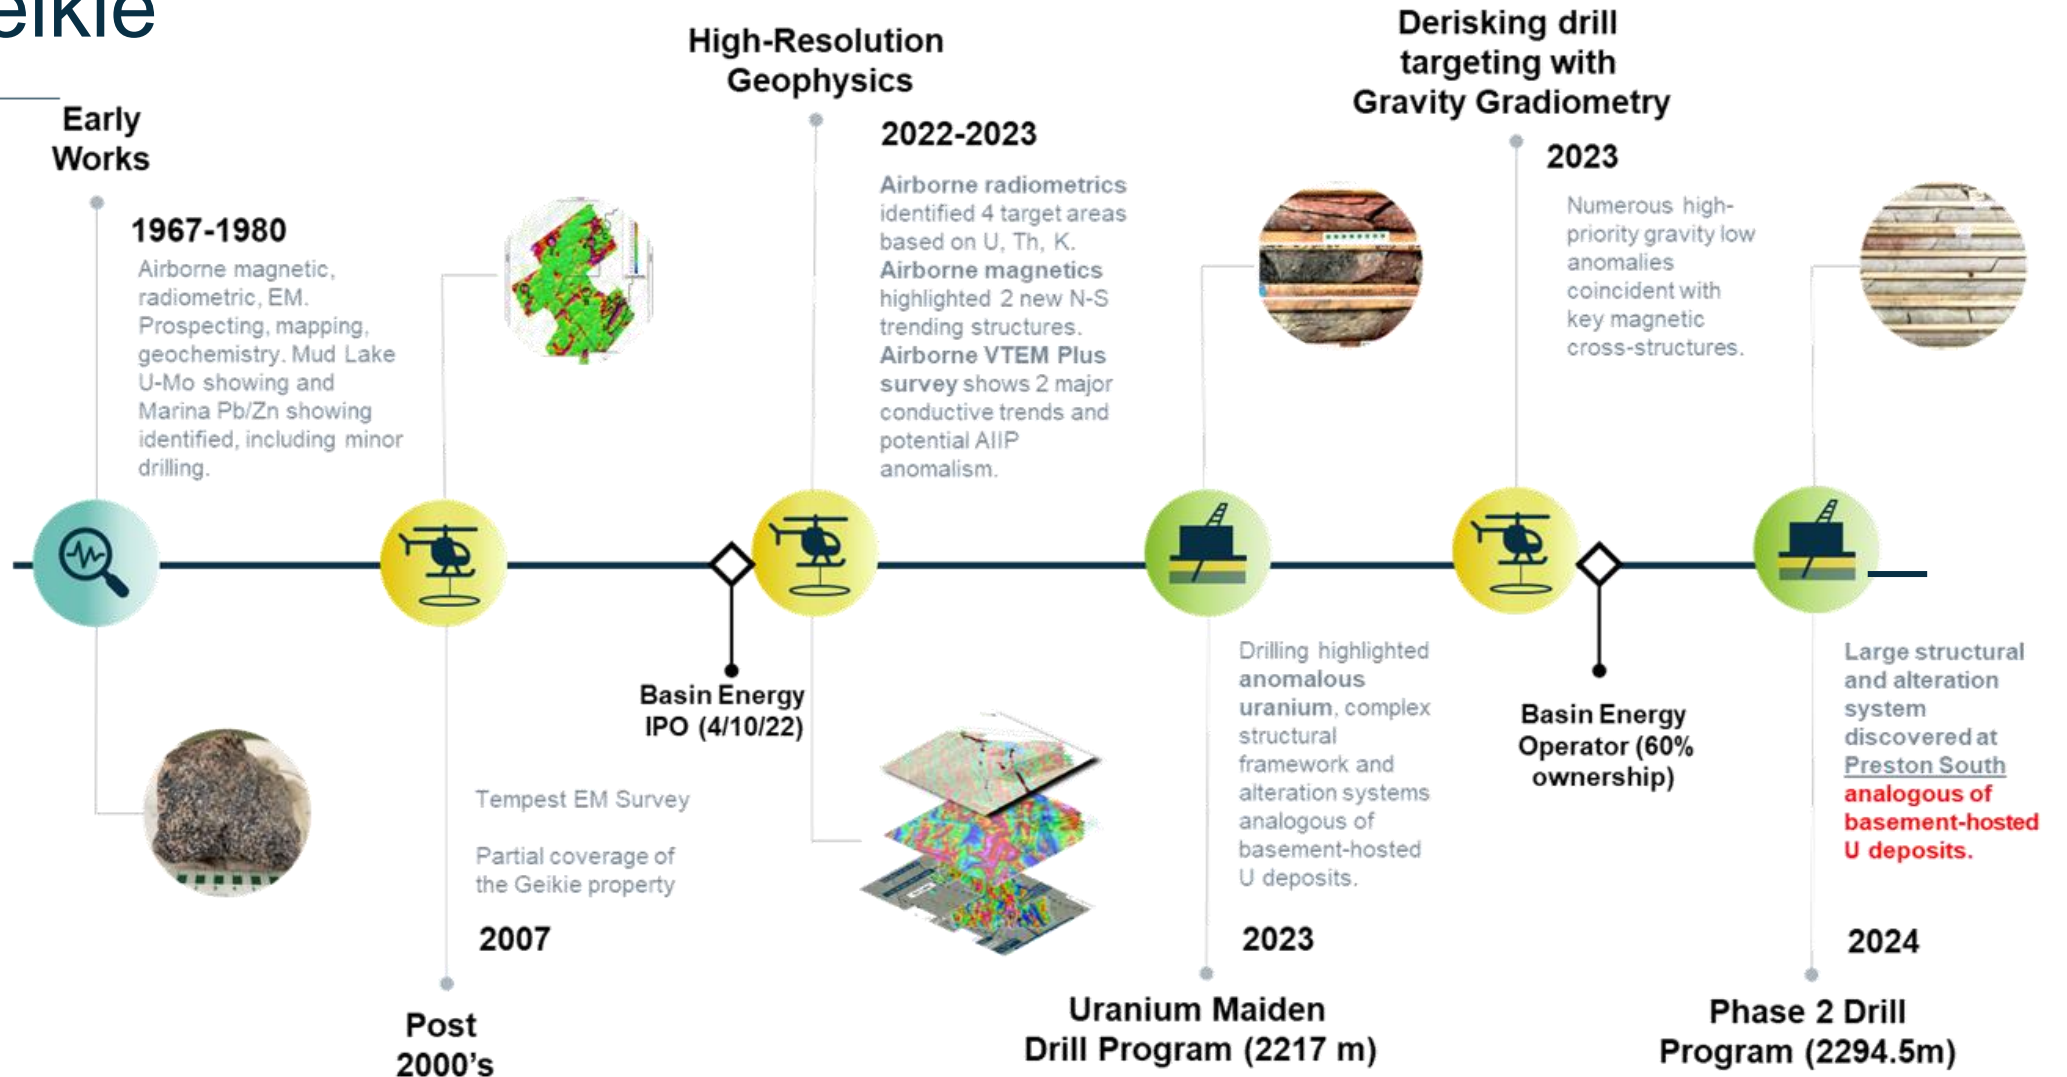 eikie
Early
Works
1967-1980
Airborne magnetic,
radiometric, EM.
Prospecting, mapping,
geochemistry. Mud Lake
U-Mo showing and
Marina Pb/Zn showing
identified, including minor
drilling.
Tempest EM Survey
Partial coverage of
the Geikie property
2007
Post
2000's
Basin Energy
IPO (4/10/22)
High-Resolution
Geophysics
2022-2023
Airborne radiometrics
identified 4 target areas
based on U, Th, K.
Airborne magnetics
highlighted 2 new N-S
trending structures.
Airborne VTEM Plus
survey shows 2 major
conductive trends and
potential AIIP
anomalism.
Drilling highlighted
anomalous
uranium, complex
structural
framework and
alteration systems
analogous of
basement-hosted
U deposits.
2023
Uranium Maiden
Drill Program (2217 m)
Derisking drill
targeting with
Gravity Gradiometry
2023
Numerous high-
priority gravity low
anomalies
coincident with
key magnetic
cross-structures.
Basin Energy
Operator (60%
ownership)
Large structural
and alteration
system
discovered at
Preston South
analogous of
basement-hosted
U deposits.
2024
Phase 2 Drill
Program (2294.5m)